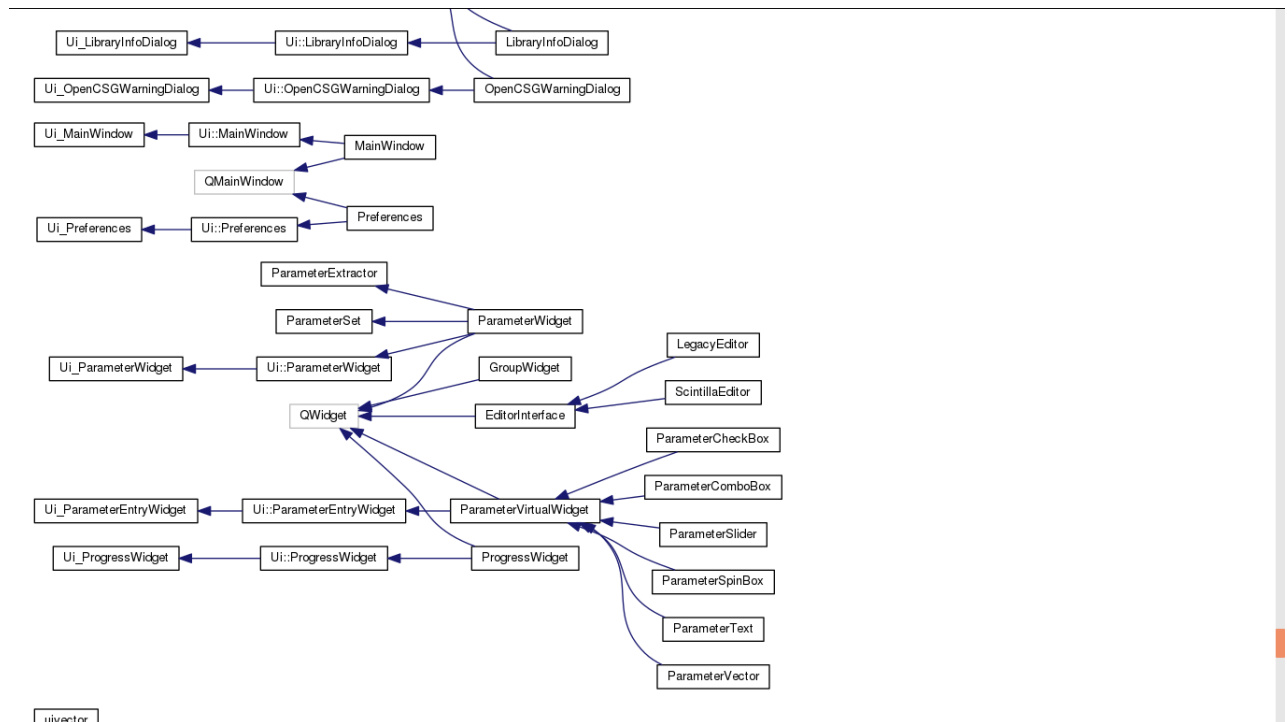 Ui_LibraryInfoDialog Ui::LibraryInfoDialog LibraryInfoDialog
Ui_OpenCSGWarningDialog Ui::OpenCSGWarningDialog OpenCSGWarningDialog
Ui_MainWindow Ui::MainWindow MainWindow
QMainWindow
Preferences
Ui_Preferences Ui::Preferences
ParameterExtractor
ParameterSet ParameterWidget
LegacyEditor
Ui_ParameterWidget Ui::ParameterWidget GroupWidget
ScintillaEditor
QWidget EditorInterface
ParameterCheckBox
ParameterComboBox
Ui_ParameterEntryWidget Ui::ParameterEntryWidget ParameterVirtualWidget
ParameterSlider
Ui_ProgressWidget Ui::ProgressWidget ProgressWidget
ParameterSpinBox
ParameterText
ParameterVector
uivector